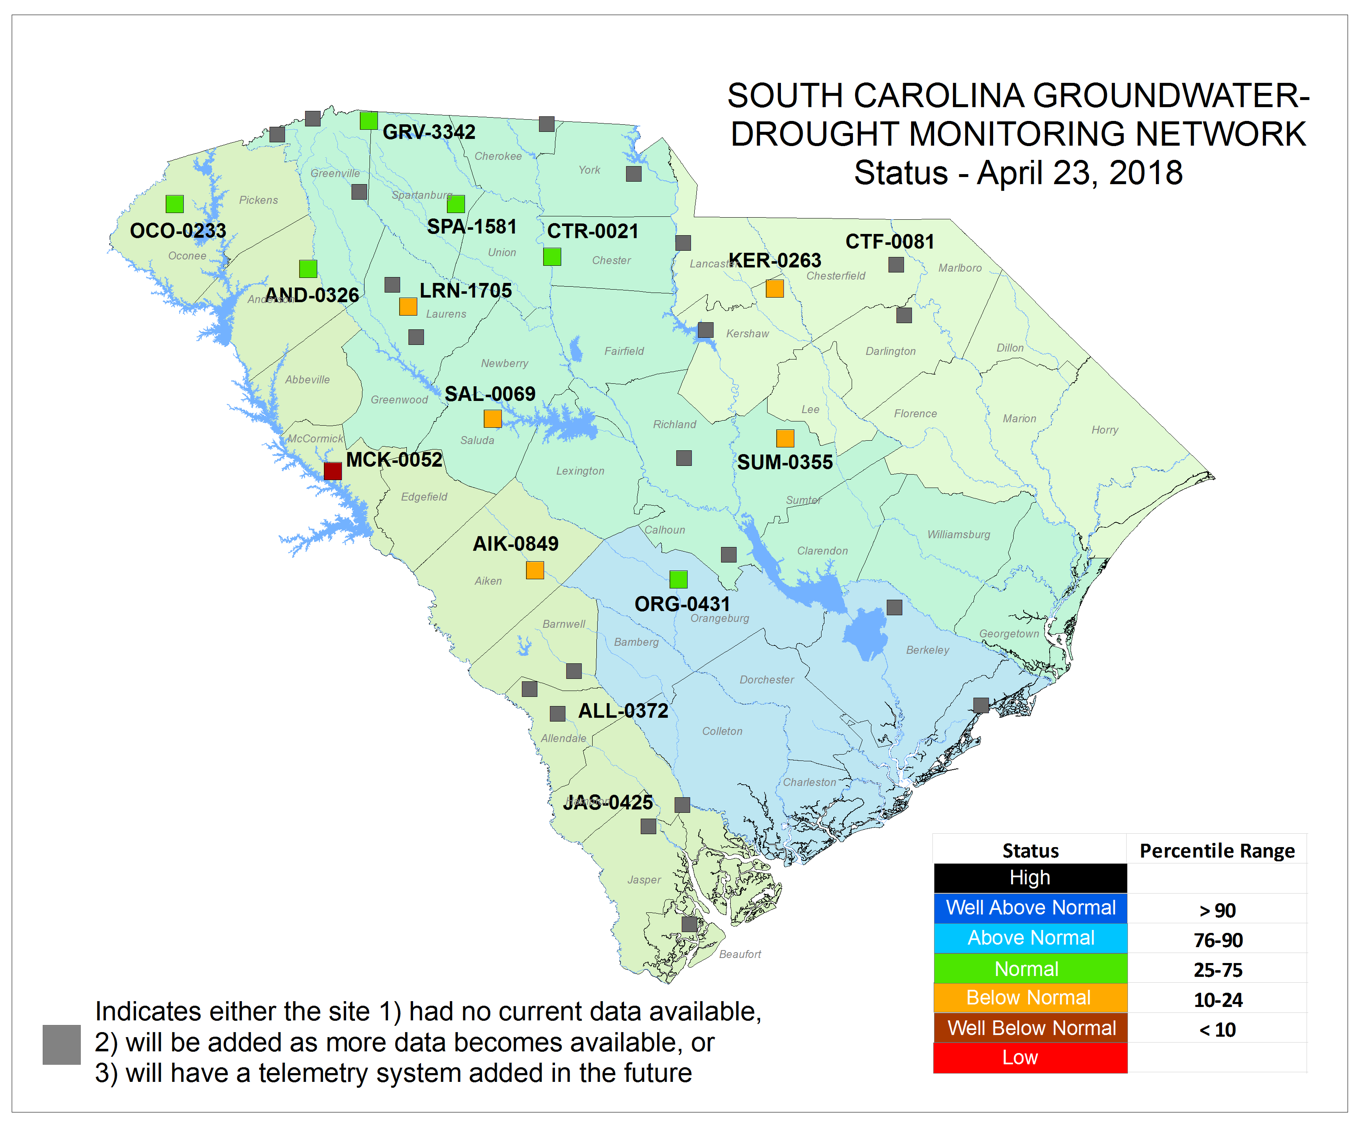 SOUTH CAROLINA GROUNDWATER-
DROUGHT MONITORING NETWORK
Status - April 23, 2018
GRV-3342
Cherokee
York
Greenville
Spartanburg
Pickens
SPA-1581
OCO-0233
Oconee
Union
CTR-0021
Chester
Lancaster
KER-0263
CTF-0081
Chesterfield
Marlboro
AND-0326
Anderson
LRN-1705
Laurens
Kershaw
Darlington
Dillon
Newberry
Fairfield
Abbeville
Greenwood
SAL-0069
Saluda
Richland
Lee
Florence
Marion
Horry
McCormick
MCK-0052
Edgefield
Lexington
SUM-0355
Sumter
Calhoun
Clarendon
Williamsburg
AIK-0849
Aiken
ORG-0431
Orangeburg
Barnwell
Bamberg
Georgetown
Berkeley
Dorchester
ALL-0372
Allendale
Colleton
Charleston
JAS-0425
Jasper
Beaufort
Status Percentile Range
High
Well Above Normal > 90
Above Normal 76-90
Normal 25-75
Below Normal 10-24
Well Below Normal < 10
Low
Indicates either the site 1) had no current data available,
2) will be added as more data becomes available, or
3) will have a telemetry system added in the future